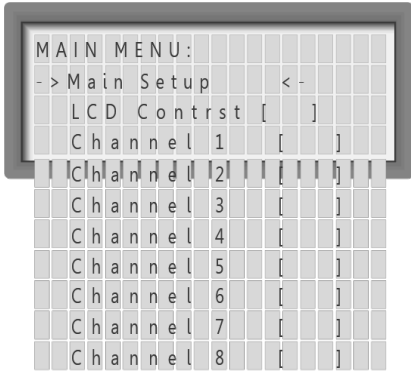 MAIN MENU:
->Main Setup <-
LCD Contrst [ ]
Channel 1 [ ]
Channel 2 [ ]
Channel 3 [ ]
Channel 4 [ ]
Channel 5 [ ]
Channel 6 [ ]
Channel 7 [ ]
Channel 8 [ ]